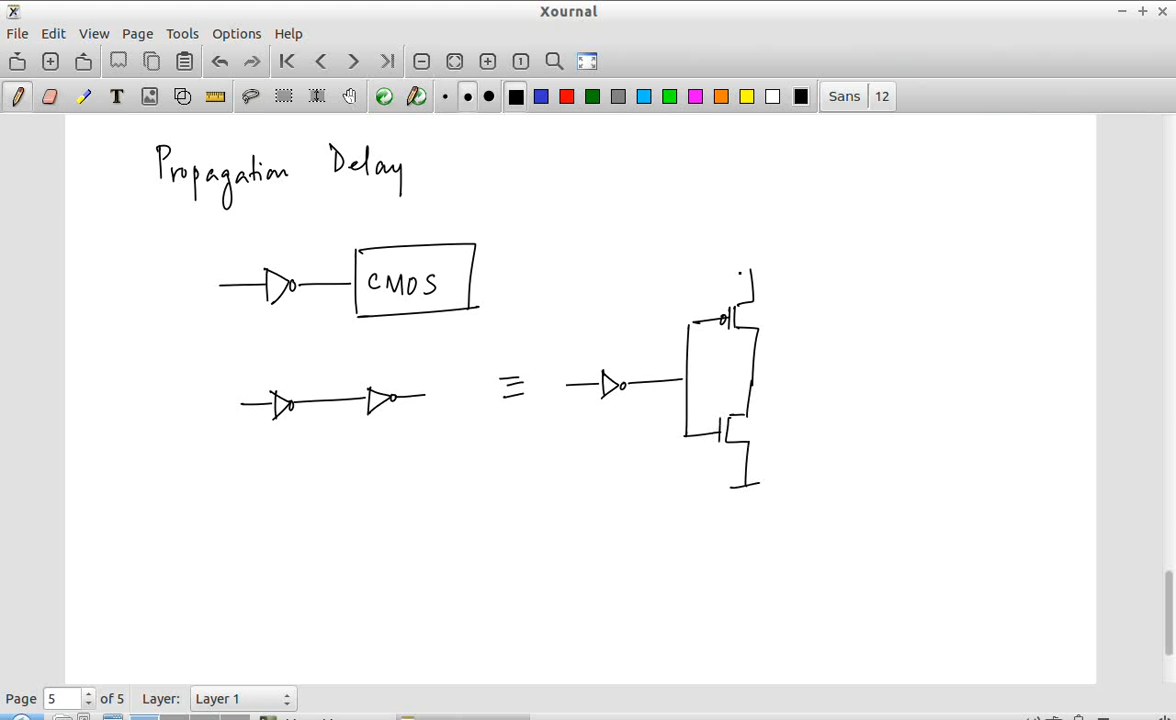 Xournal
File Edit View Page Tools Options Help
Sans 12
Propagation Delay
CMOS
Page 5 of 5 Layer: Layer 1